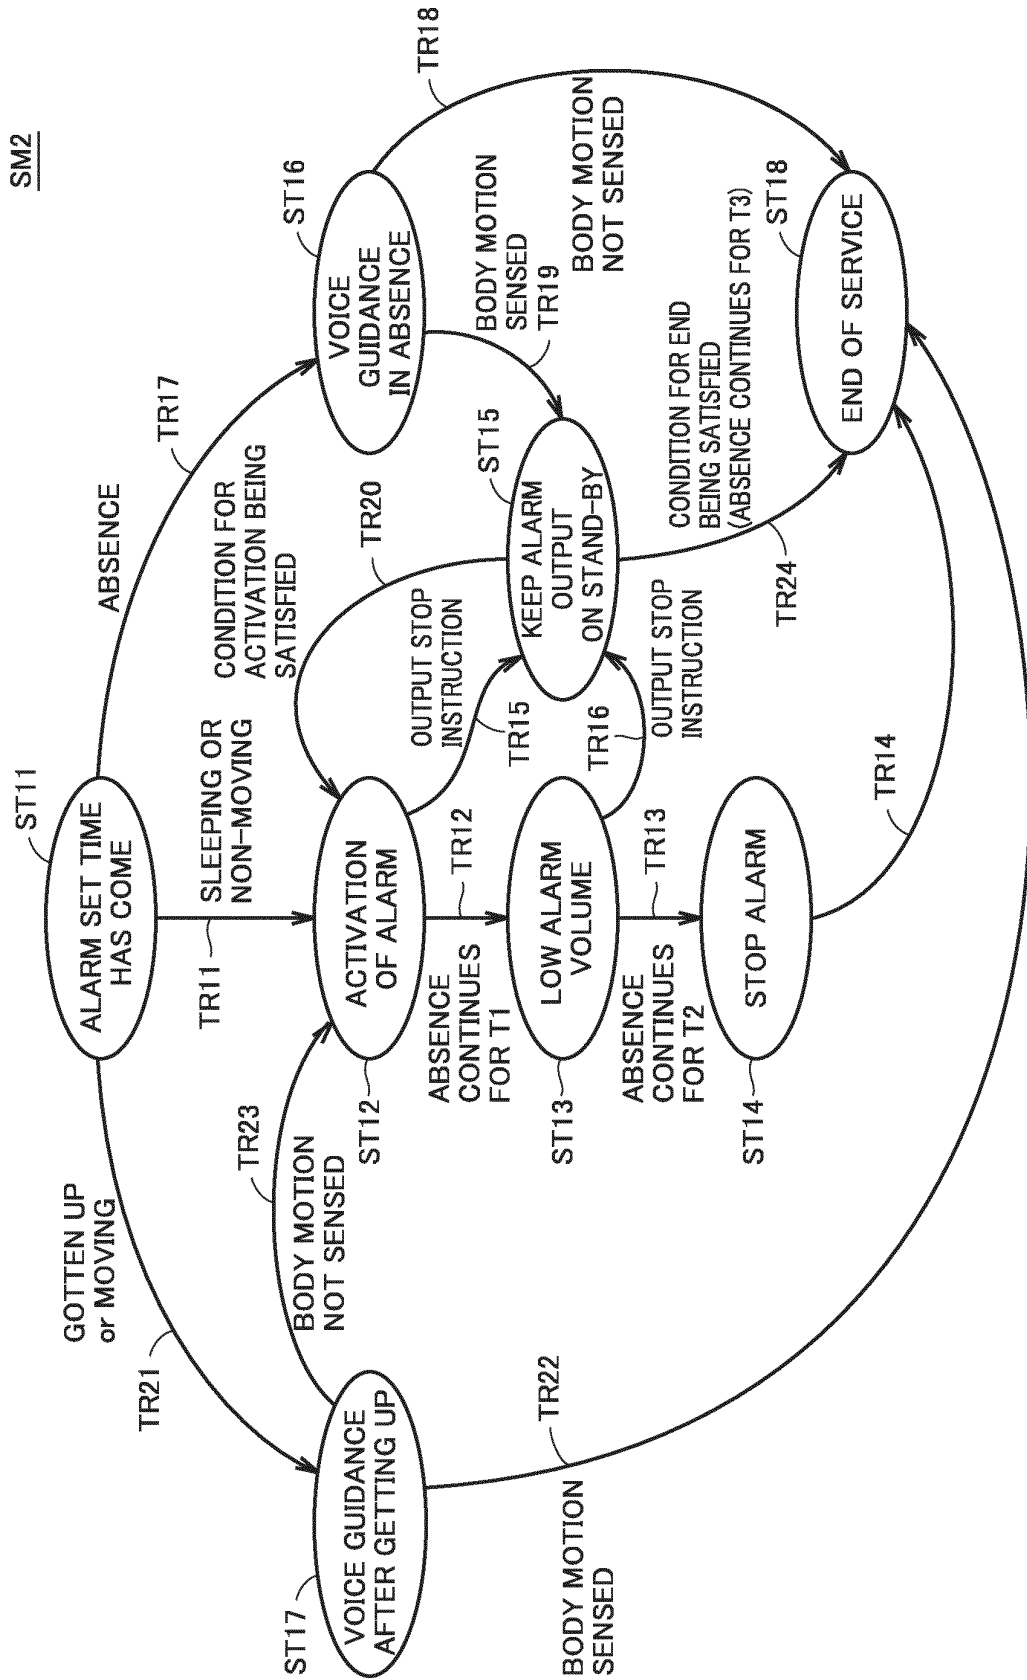 SM2
ST11
ALARM SET TIME
HAS COME
GOTTEN UP
or MOVING
TR21
TR11
SLEEPING OR
NON-MOVING
ABSENCE
TR17
ST17
VOICE GUIDANCE
AFTER GETTING UP
TR23
BODY MOTION
NOT SENSED
ST12
ACTIVATION
OF ALARM
CONDITION FOR
ACTIVATION BEING
SATISFIED
TR20
ST16
VOICE
GUIDANCE
IN ABSENCE
TR18
ABSENCE
CONTINUES
FOR T1
TR12
OUTPUT STOP
INSTRUCTION
TR15
BODY MOTION
SENSED
TR19
BODY MOTION
NOT SENSED
ST13
LOW ALARM
VOLUME
ST15
KEEP ALARM
OUTPUT
ON STAND-BY
TR16
OUTPUT STOP
INSTRUCTION
BODY MOTION
SENSED
TR22
ABSENCE
CONTINUES
FOR T2
TR13
CONDITION FOR END
BEING SATISFIED
(ABSENCE CONTINUES FOR T3)
TR24
ST14
STOP ALARM
TR14
ST18
END OF SERVICE